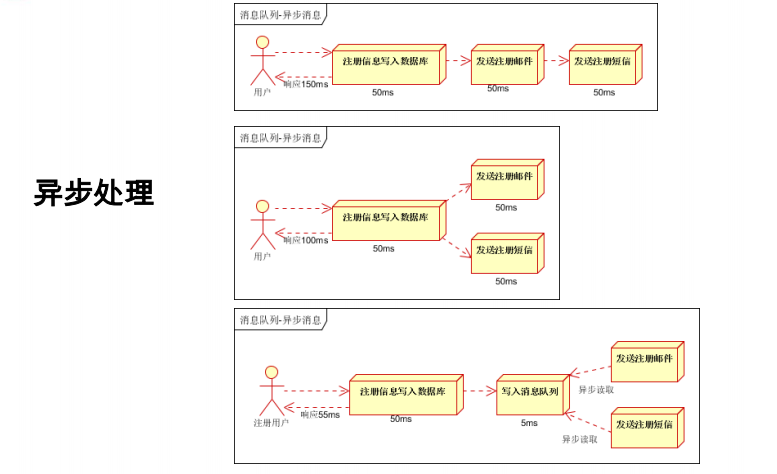 消息队列-异步消息
注册信息写入数据库
发送注册邮件
发送注册短信
响应150ms
用户
50ms
50ms
50ms
异步处理
消息队列-异步消息
发送注册邮件
50ms
注册信息写入数据库
响应100ms
50ms
用户
发送注册短信
50ms
消息队列-异步消息
发送注册邮件
异步读取
注册信息写入数据库
写入消息队列
响应55ms
50ms
5ms
注册用户
发送注册短信
异步读取